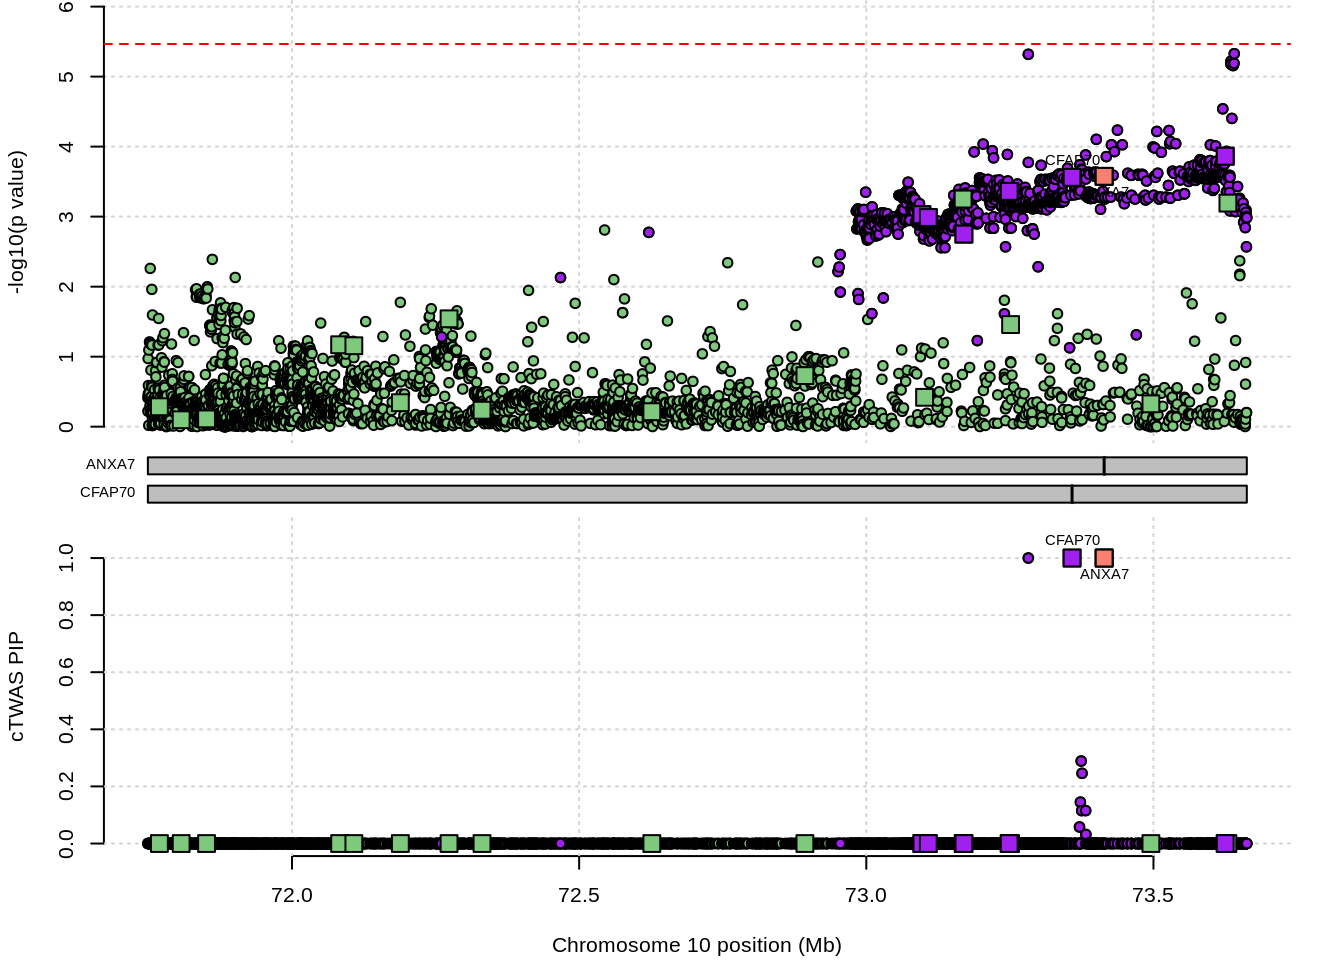 6
5
4
3
2
1
0
-log10(p value)
CFAP70
ANXA7
CFAP70
1.0
0.8
0.6
0.4
0.2
0.0
cTWAS PIP
CFAP70
ANXA7
72.0 72.5 73.0 73.5
Chromosome 10 position (Mb)